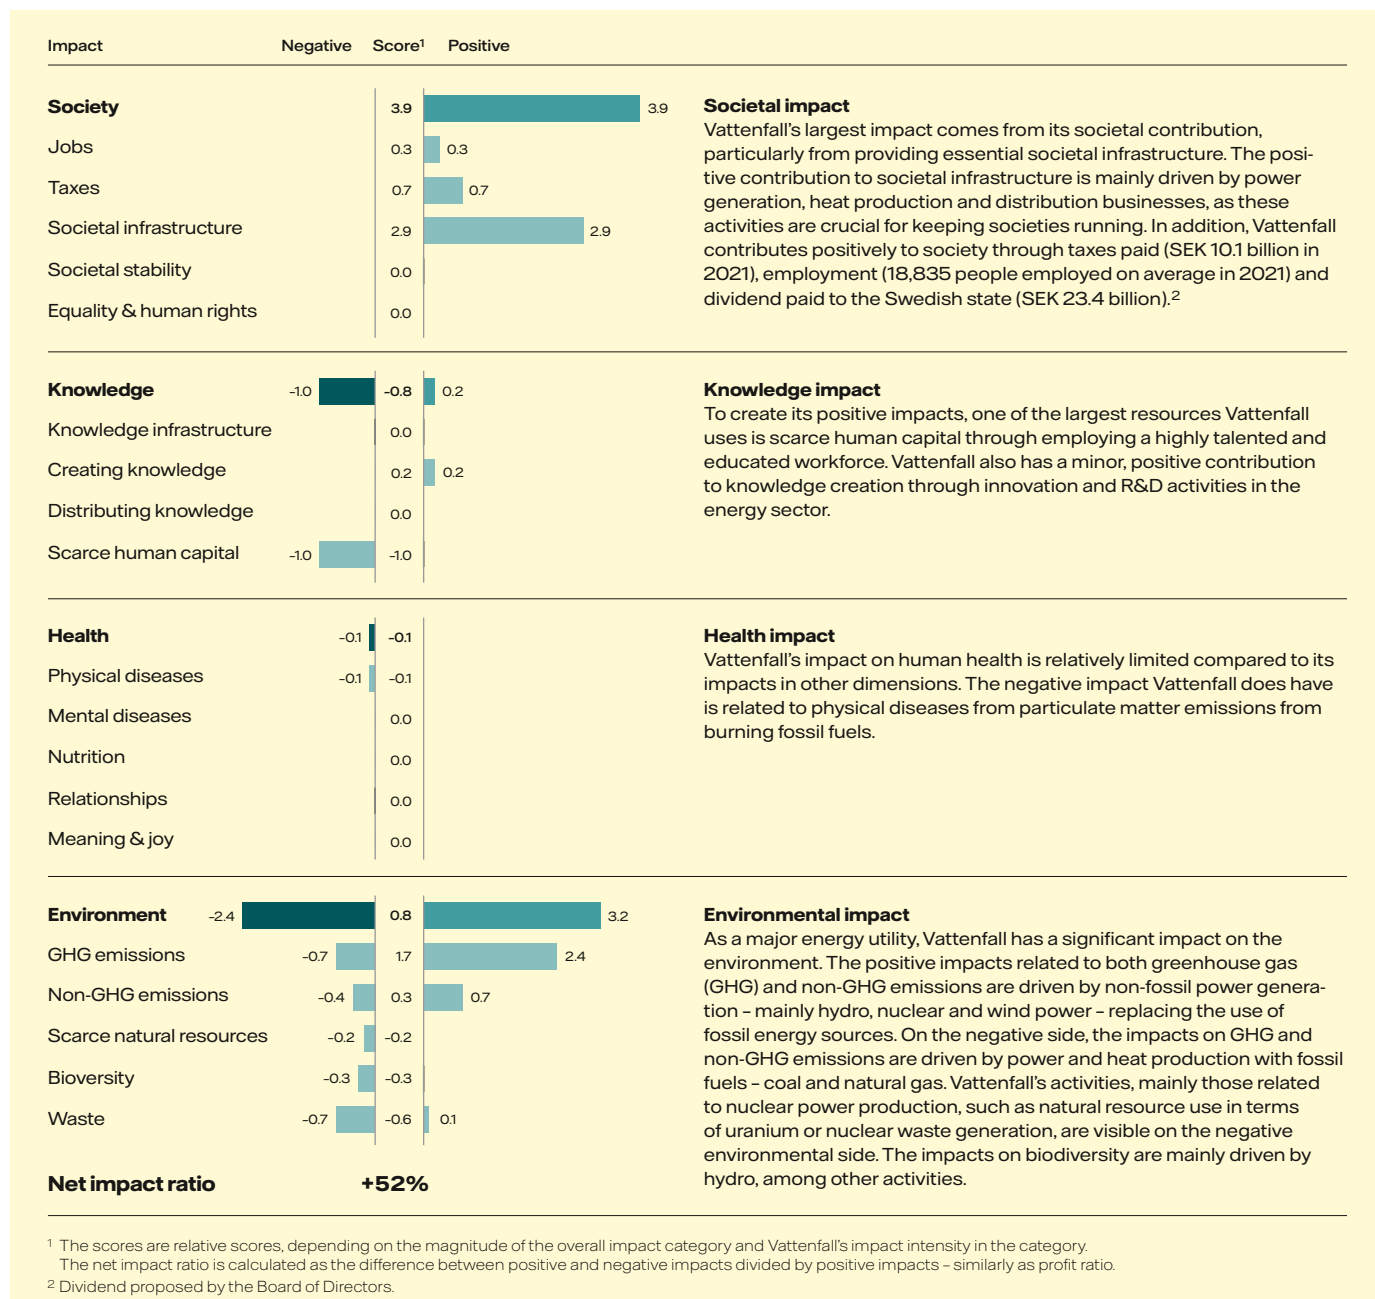 Impact Negative Score¹ Positive
Society 3.9 3.9
Jobs 0.3 0.3
Taxes 0.7 0.7
Societal infrastructure 2.9 2.9
Societal stability 0.0
Equality & human rights 0.0
Societal impact
Vattenfall's largest impact comes from its societal contribution,
particularly from providing essential societal infrastructure. The posi-
tive contribution to societal infrastructure is mainly driven by power
generation, heat production and distribution businesses, as these
activities are crucial for keeping societies running. In addition, Vattenfall
contributes positively to society through taxes paid (SEK 10.1 billion in
2021), employment (18,835 people employed on average in 2021) and
dividend paid to the Swedish state (SEK 23.4 billion).²
Knowledge -1.0 -0.8 0.2
Knowledge infrastructure 0.0
Creating knowledge 0.2 0.2
Distributing knowledge 0.0
Scarce human capital -1.0 -1.0
Knowledge impact
To create its positive impacts, one of the largest resources Vattenfall
uses is scarce human capital through employing a highly talented and
educated workforce. Vattenfall also has a minor, positive contribution
to knowledge creation through innovation and R&D activities in the
energy sector.
Health -0.1 -0.1
Physical diseases -0.1 -0.1
Mental diseases 0.0
Nutrition 0.0
Relationships 0.0
Meaning & joy 0.0
Health impact
Vattenfall's impact on human health is relatively limited compared to its
impacts in other dimensions. The negative impact Vattenfall does have
is related to physical diseases from particulate matter emissions from
burning fossil fuels.
Environment -2.4 0.8 3.2
GHG emissions -0.7 1.7 2.4
Non-GHG emissions -0.4 0.3 0.7
Scarce natural resources -0.2 -0.2
Bioversity -0.3 -0.3
Waste -0.7 -0.6 0.1
Net impact ratio +52%
Environmental impact
As a major energy utility, Vattenfall has a significant impact on the
environment. The positive impacts related to both greenhouse gas
(GHG) and non-GHG emissions are driven by non-fossil power genera-
tion – mainly hydro, nuclear and wind power – replacing the use of
fossil energy sources. On the negative side, the impacts on GHG and
non-GHG emissions are driven by power and heat production with fossil
fuels – coal and natural gas. Vattenfall's activities, mainly those related
to nuclear power production, such as natural resource use in terms
of uranium or nuclear waste generation, are visible on the negative
environmental side. The impacts on biodiversity are mainly driven by
hydro, among other activities.
¹ The scores are relative scores, depending on the magnitude of the overall impact category and Vattenfall's impact intensity in the category.
The net impact ratio is calculated as the difference between positive and negative impacts divided by positive impacts – similarly as profit ratio.
² Dividend proposed by the Board of Directors.